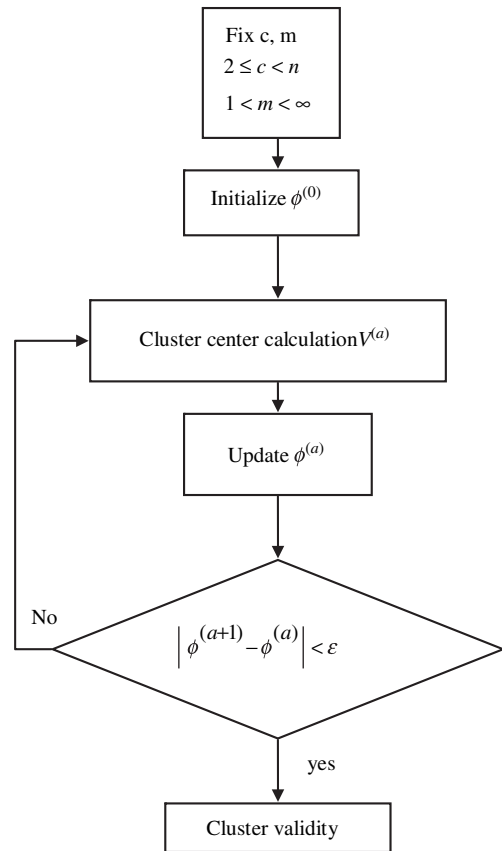 Fix c, m
2 ≤ c < n
1 < m < ∞
Initialize ϕ^(0)
Cluster center calculation V^(a)
Update ϕ^(a)
No
| ϕ^(a+1) − ϕ^(a) | < ε
yes
Cluster validity